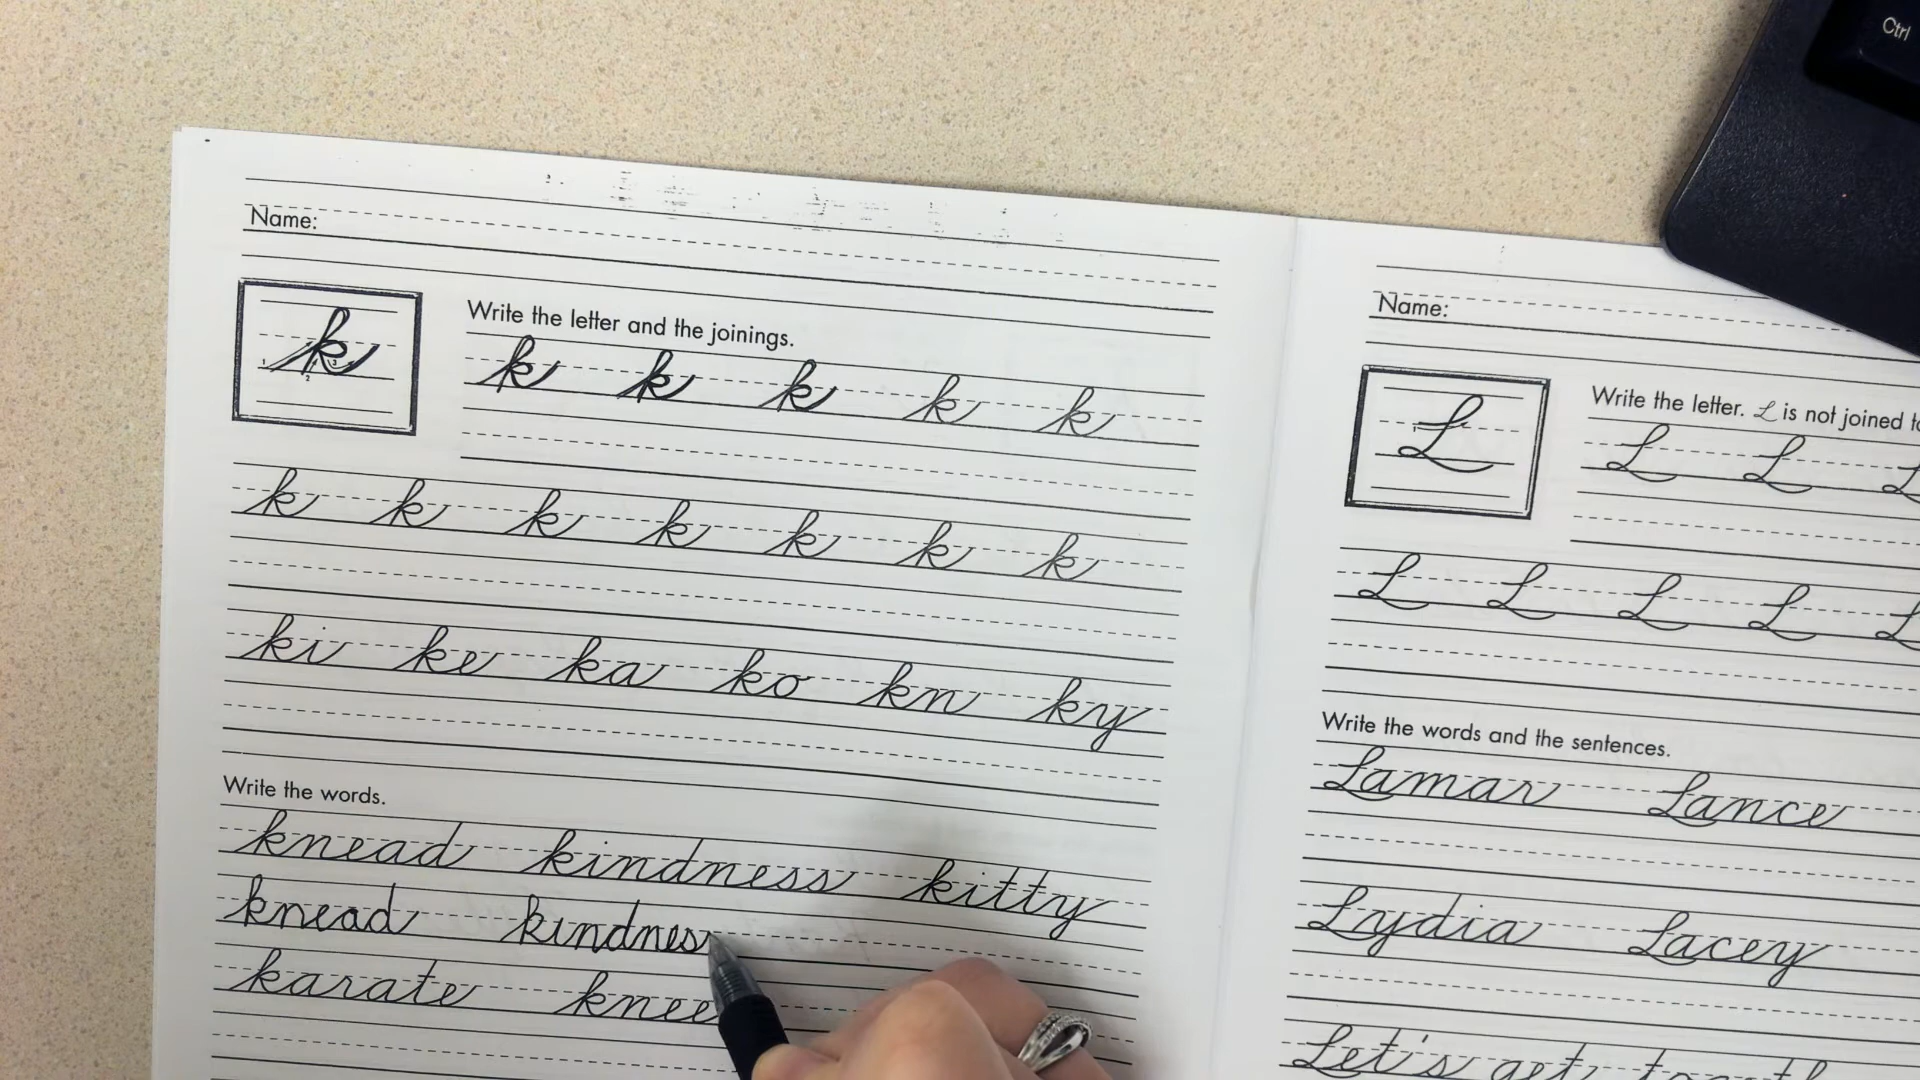 Ctrl
Name:
k
Write the letter and the joinings.
k k k k k
k k k k k k k
ki ke ka ko kn ky
Write the words.
knead kindness kitty
knead kindnes
karate knee
Name:
L
Write the letter. L is not joined
L L L
L L L L L
Write the words and the sentences.
Lamar Lance
Lydia Lacey
Let's get